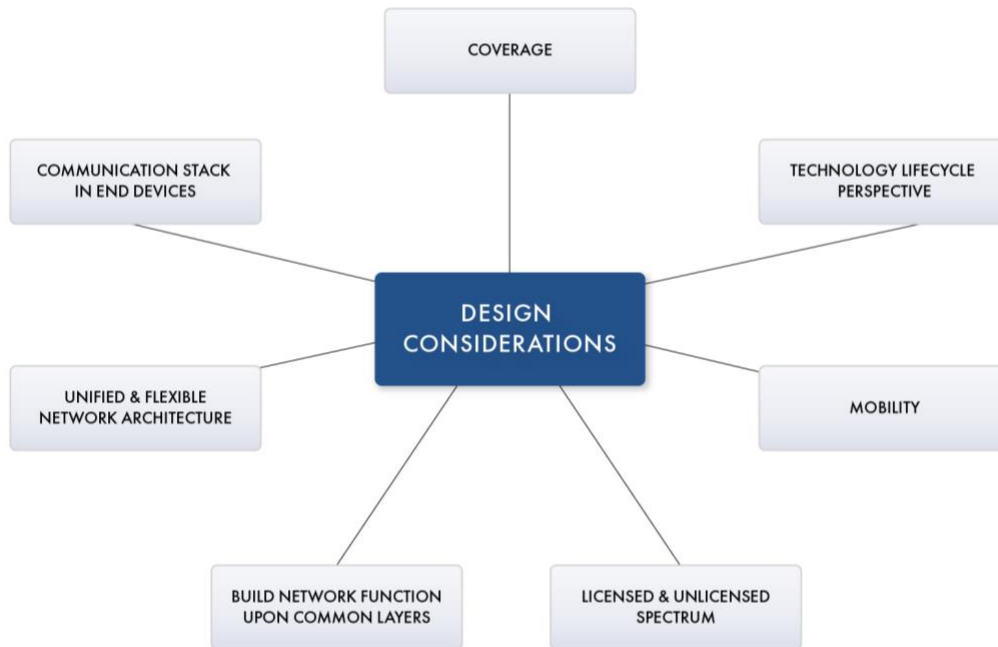 COVERAGE
COMMUNICATION STACK
IN END DEVICES
TECHNOLOGY LIFECYCLE
PERSPECTIVE
DESIGN
CONSIDERATIONS
UNIFIED & FLEXIBLE
NETWORK ARCHITECTURE
MOBILITY
BUILD NETWORK FUNCTION
UPON COMMON LAYERS
LICENSED & UNLICENSED
SPECTRUM